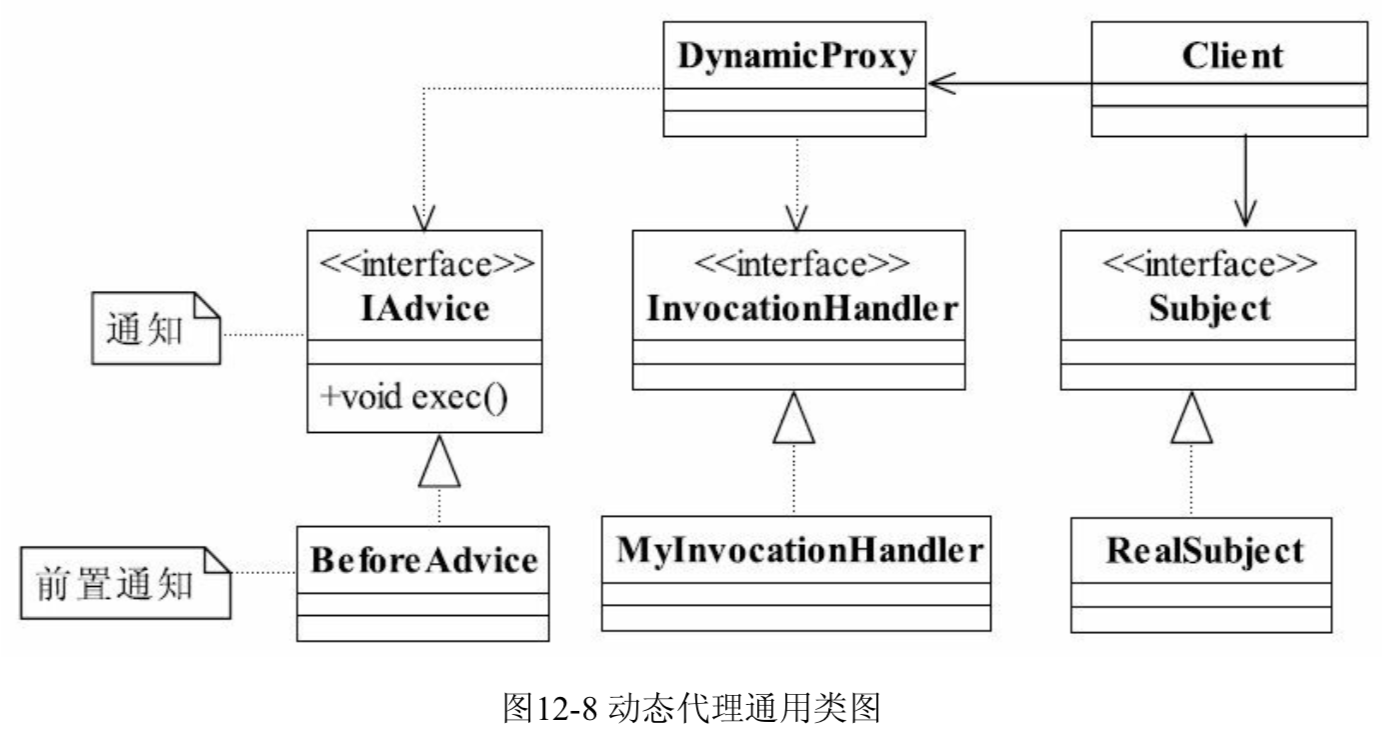 DynamicProxy
Client
<<interface>>
IAdvice
+void exec()
通知
<<interface>>
InvocationHandler
<<interface>>
Subject
前置通知
BeforeAdvice
MyInvocationHandler
RealSubject
图12-8 动态代理通用类图